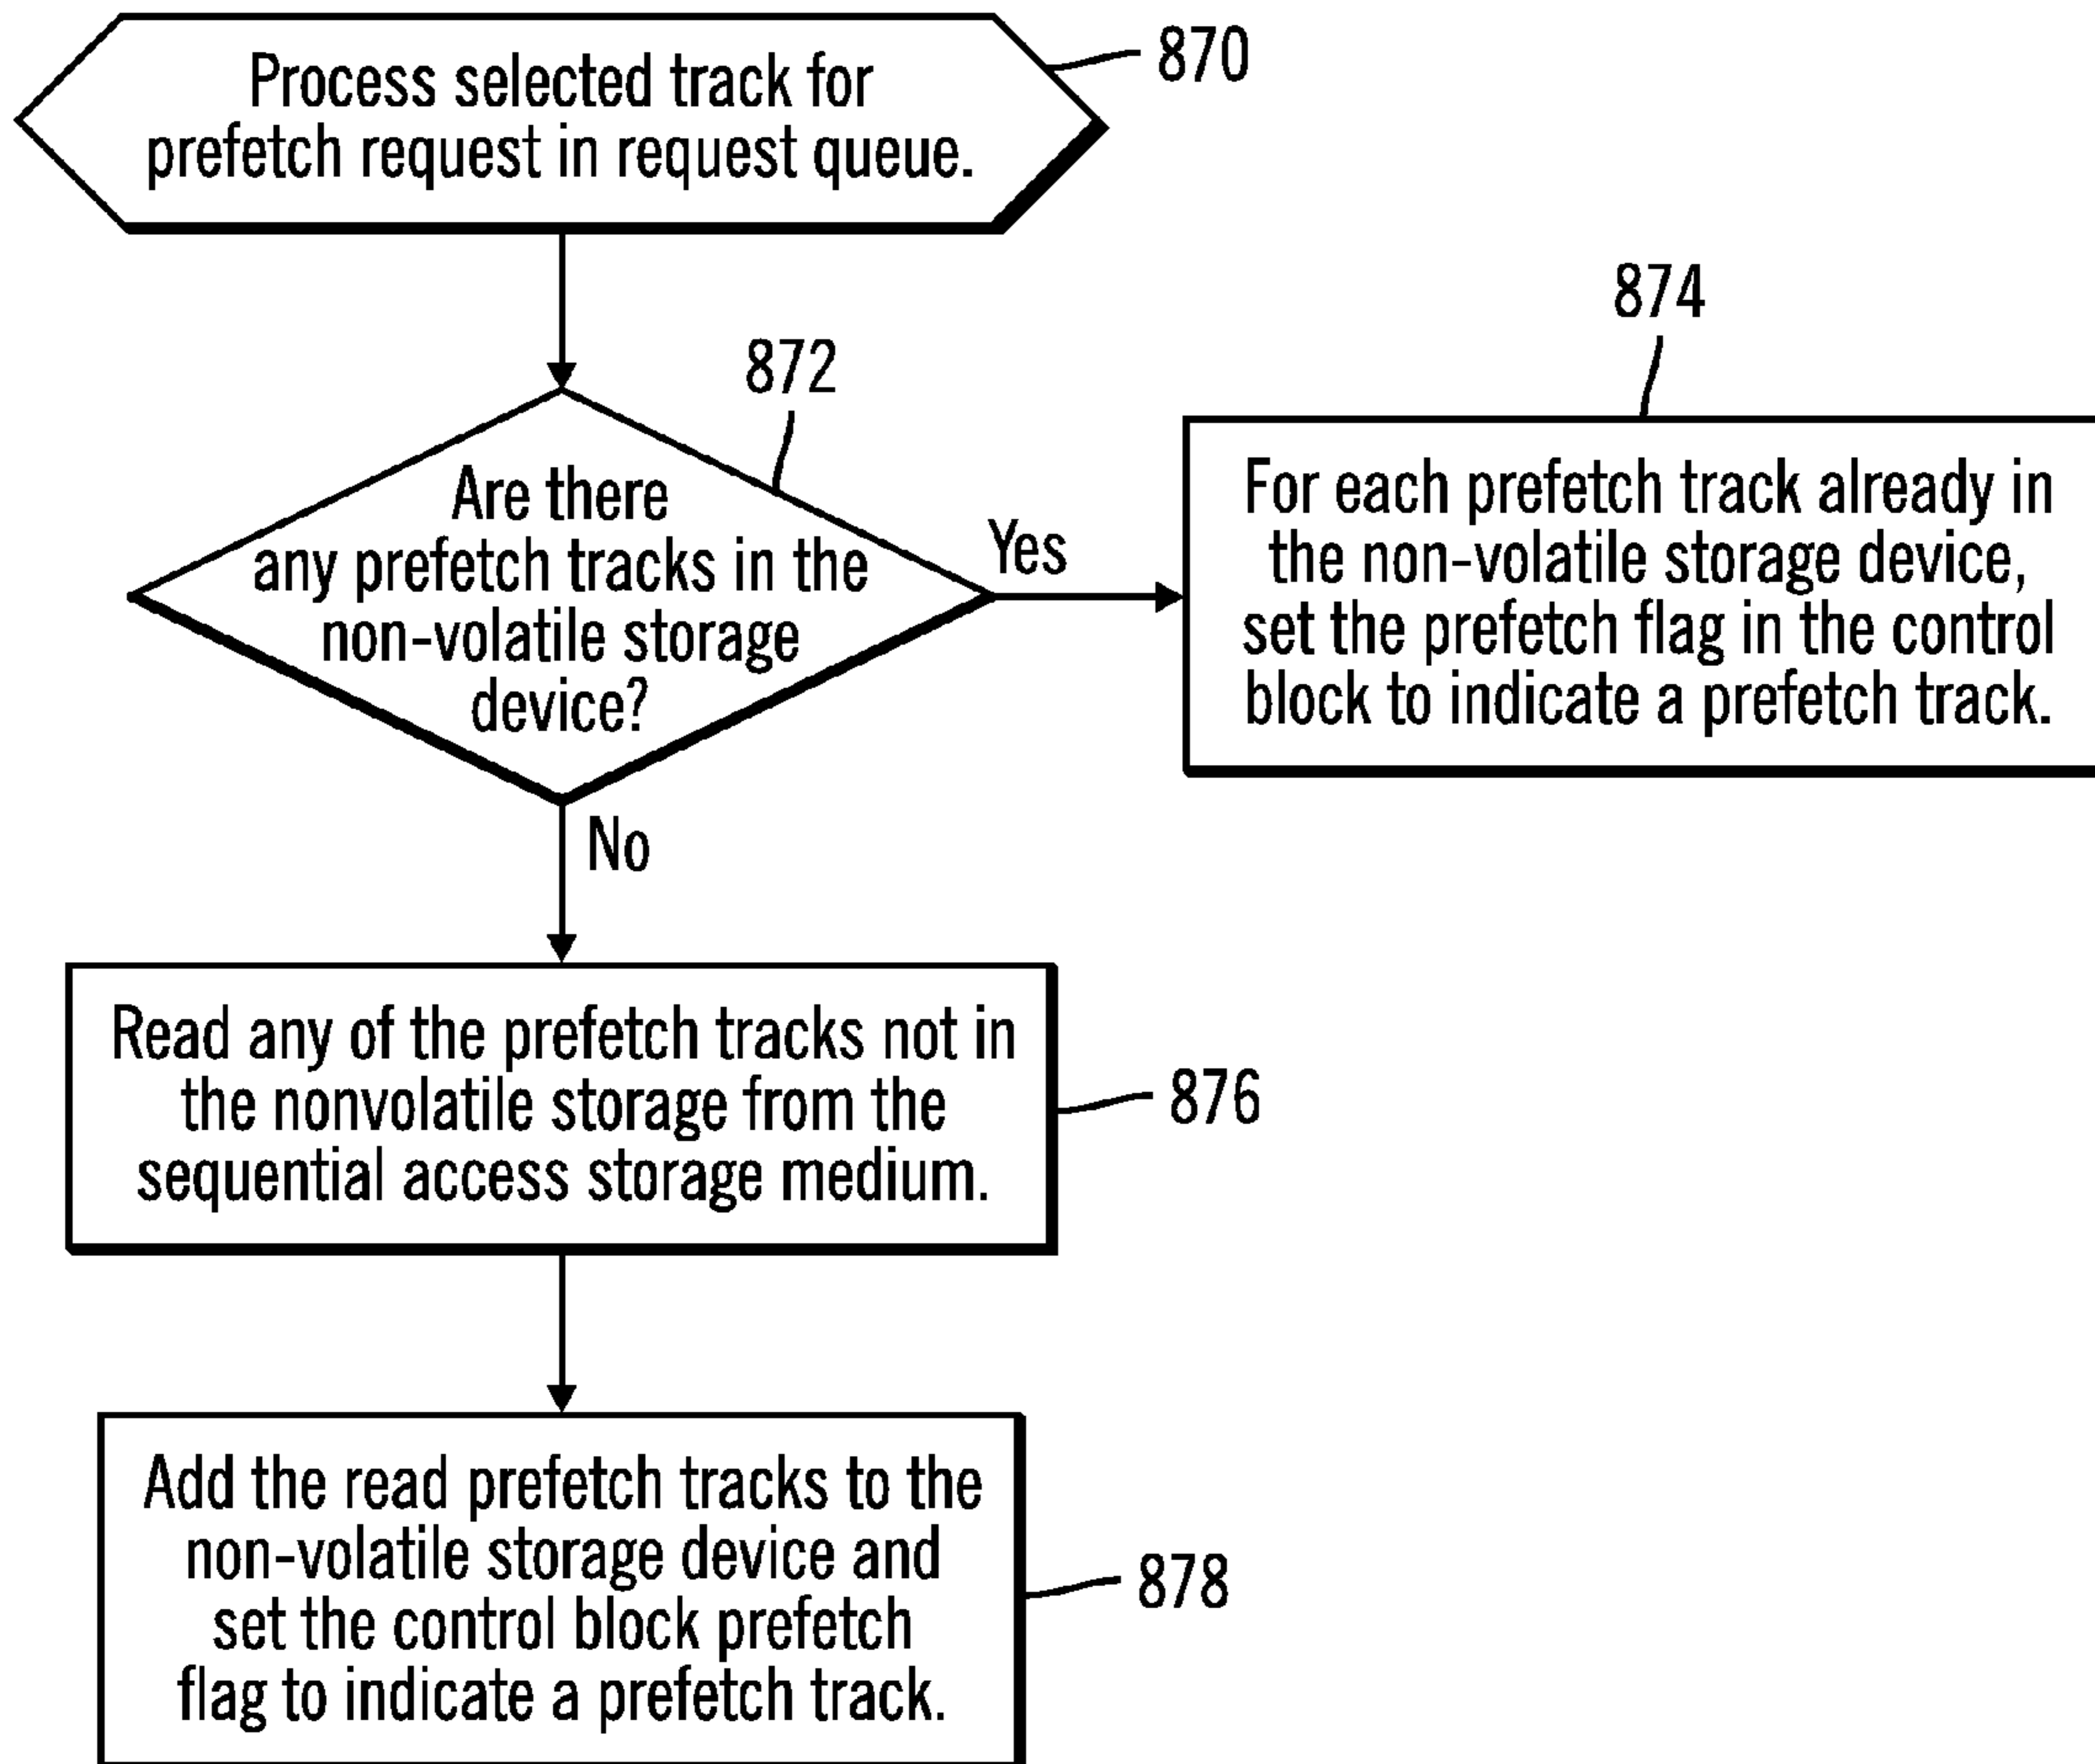 Process selected track for
prefetch request in request queue.
870
872
Are there
any prefetch tracks in the
non-volatile storage
device?
Yes
874
For each prefetch track already in
the non-volatile storage device,
set the prefetch flag in the control
block to indicate a prefetch track.
No
Read any of the prefetch tracks not in
the nonvolatile storage from the
sequential access storage medium.
876
Add the read prefetch tracks to the
non-volatile storage device and
set the control block prefetch
flag to indicate a prefetch track.
878